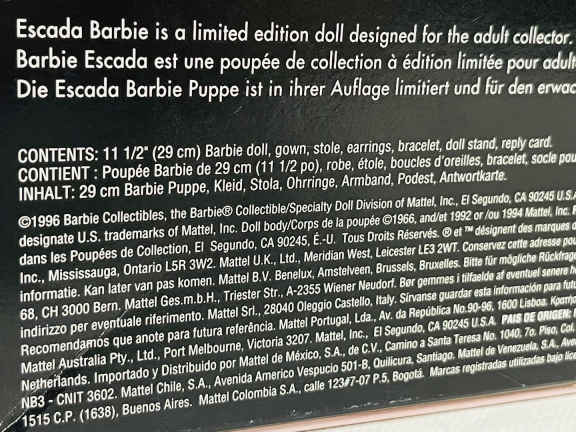 Escada Barbie is a limited edition doll designed for the adult collector.
Barbie Escada est une poupée de collection à édition limitée pour adult
Die Escada Barbie Puppe ist in ihrer Auflage limitiert und für den erwac
CONTENTS: 11 1/2" (29 cm) Barbie doll, gown, stole, earrings, bracelet, doll stand, reply card.
CONTIENT : Poupée Barbie de 29 cm (11 1/2 po), robe, étole, boucles d'oreilles, bracelet, socle pou
INHALT: 29 cm Barbie Puppe, Kleid, Stola, Ohrringe, Armband, Podest, Antwortkarte.
©1996 Barbie Collectibles, the Barbie® Collectible/Specialty Doll Division of Mattel, Inc., El Segundo, CA 90245 U.S.A
designate U.S. trademarks of Mattel, Inc. Doll body/Corps de la poupée ©1966, and/et 1992 or /ou 1994 Mattel, Inc.
dans les Poupées de Collection, El Segundo, CA 90245, É.-U. Tous Droits Réservés. ® et ™ désignent des marques d
Inc., Mississauga, Ontario L5R 3W2. Mattel U.K., Ltd., Meridian West, Leicester LE3 2WT. Conservez cette adresse pou
informatie. Kan later van pas komen. Mattel B.V. Benelux, Amstelveen, Brussels, Bruxelles. Bitte für mögliche Rückfrage
68, CH 3000 Bern. Mattel Ges.m.b.H., Triester Str., A-2355 Wiener Neudorf. Bør gemmes i tilfælde af eventuel senere
indirizzo per eventuale riferimento. Mattel Srl., 28040 Oleggio Castello, Italy. Sírvanse guardar esta información para futu
Recomendamos que anote para futura referência. Mattel Portugal, Lda., Av. da República No.90-96, 1600 Lisboa.
Mattel Australia Pty., Ltd., Port Melbourne, Victoria 3207. Mattel, Inc., El Segundo, CA 90245 U.S.A. PAIS DE ORIGEN:
Netherlands. Importado y Distribuido por Mattel de México, S.A., de C.V., Camino a Santa Teresa No. 1040, 7o. Piso, Col.
NB3 - CNIT 3602. Mattel Chile, S.A., Avenida Americo Vespucio 501-B, Quilicura, Santiago. Mattel de Venezuela, S.A., Ave
1515 C.P. (1638), Buenos Aires. Mattel Colombia S.A., calle 123#7-07 P.5, Bogotá. Marcas registradas utilizadas bajo lice